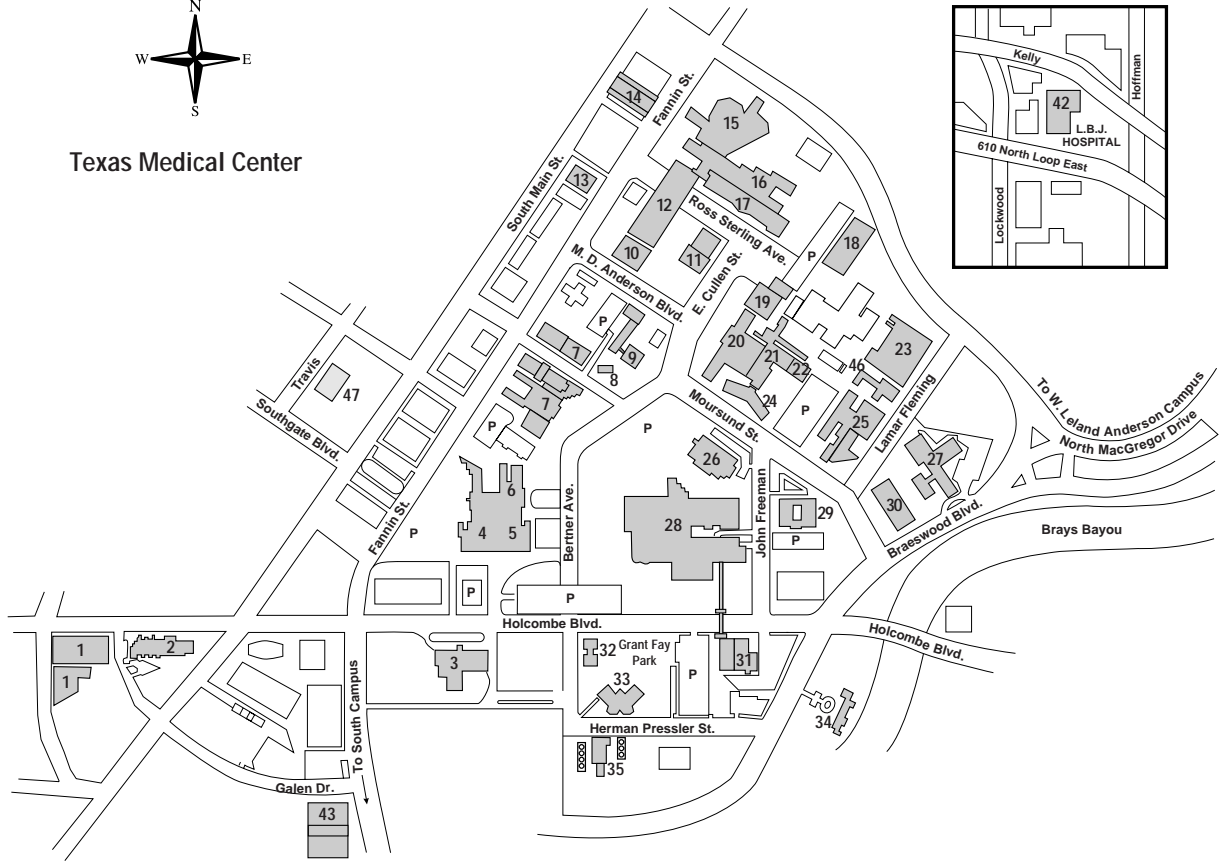 N
W
E
S
Texas Medical Center
Kelly
Hoffman
42
L.B.J.
HOSPITAL
610 North Loop East
Lockwood
14
Fannin St.
15
South Main St.
13
16
12
17
Ross Sterling Ave.
10
11
M. D. Anderson Blvd.
E. Cullen St.
P
18
19
P
7
9
8
20
21
22
46
23
Travis
47
Southgate Blvd.
7
P
24
P
Moursund St.
25
Lamar Fleming
To W. Leland Anderson Campus
North MacGregor Drive
P
26
27
6
4
5
Fannin St.
P
Bertner Ave.
28
John Freeman
29
P
30
Braeswood Blvd.
Brays Bayou
P
P
Holcombe Blvd.
Holcombe Blvd.
1
2
1
3
32
Grant Fay
Park
31
P
33
34
To South Campus
Herman Pressler St.
35
Galen Dr.
43